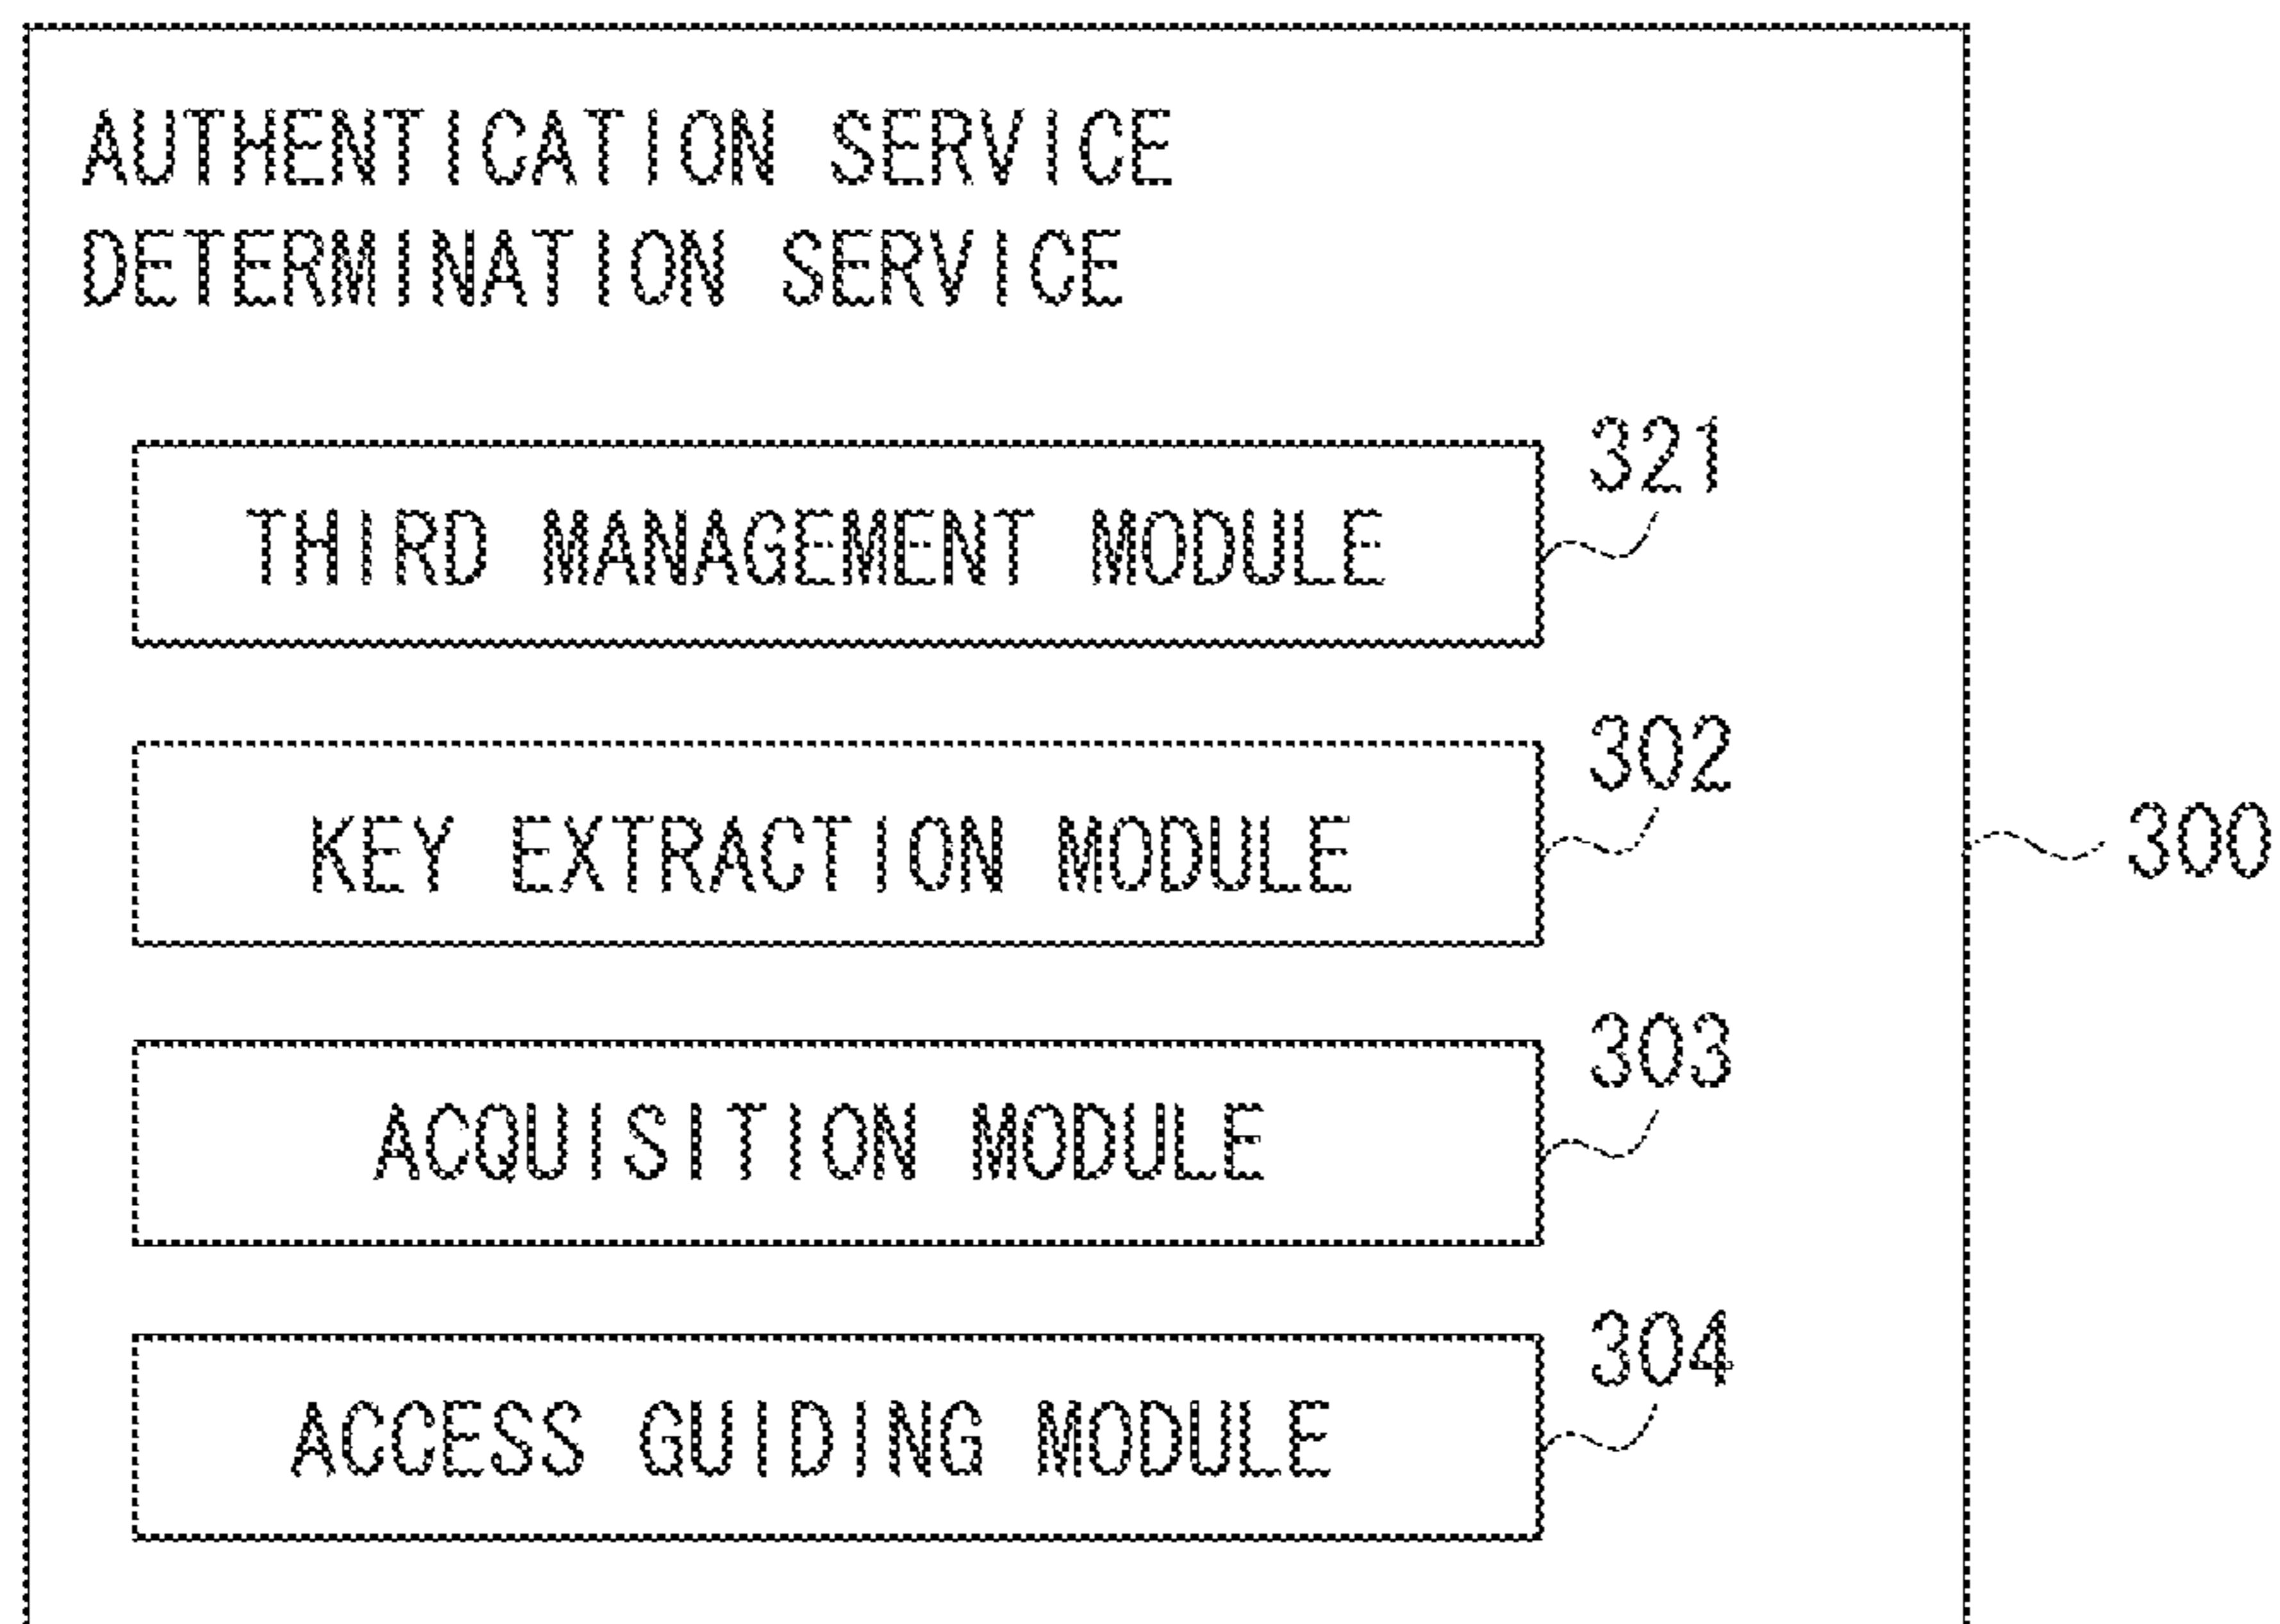 AUTHENTICATION SERVICE
DETERMINATION SERVICE
321
THIRD MANAGEMENT MODULE
302
KEY EXTRACTION MODULE
300
303
ACQUISITION MODULE
304
ACCESS GUIDING MODULE